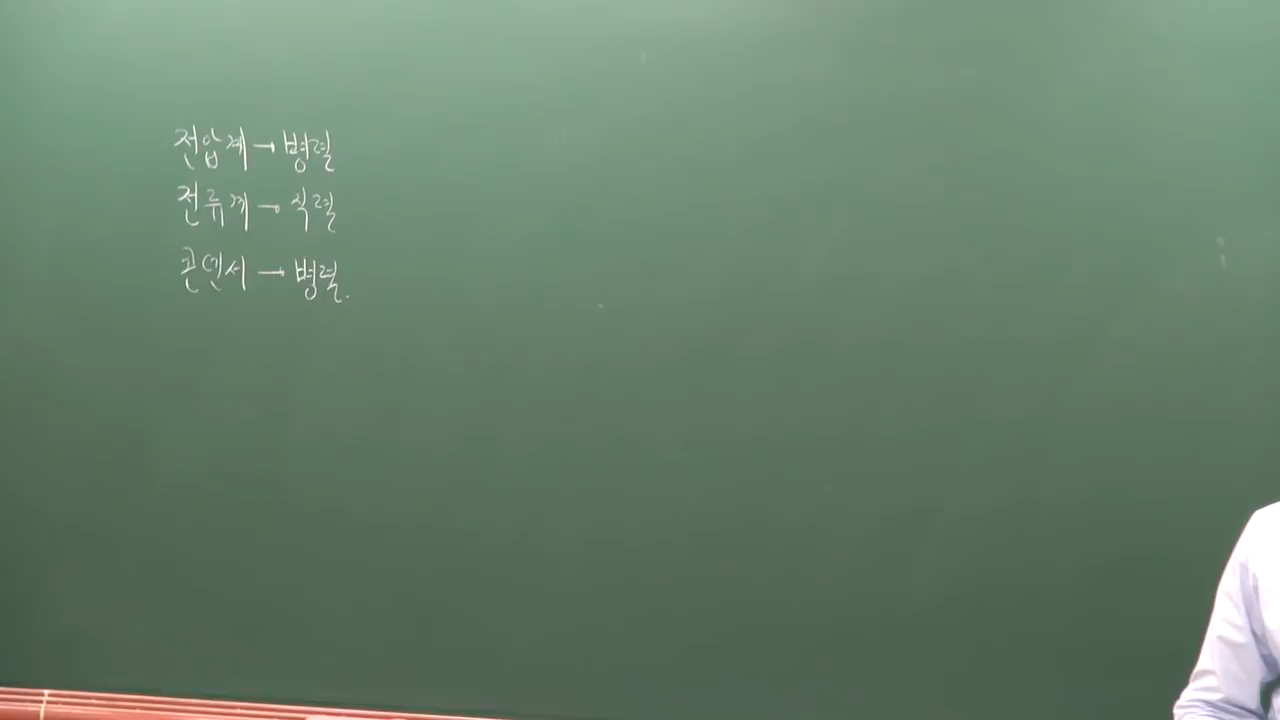 전압계 → 병렬
전류계 → 직렬
콘덴서 → 병렬.